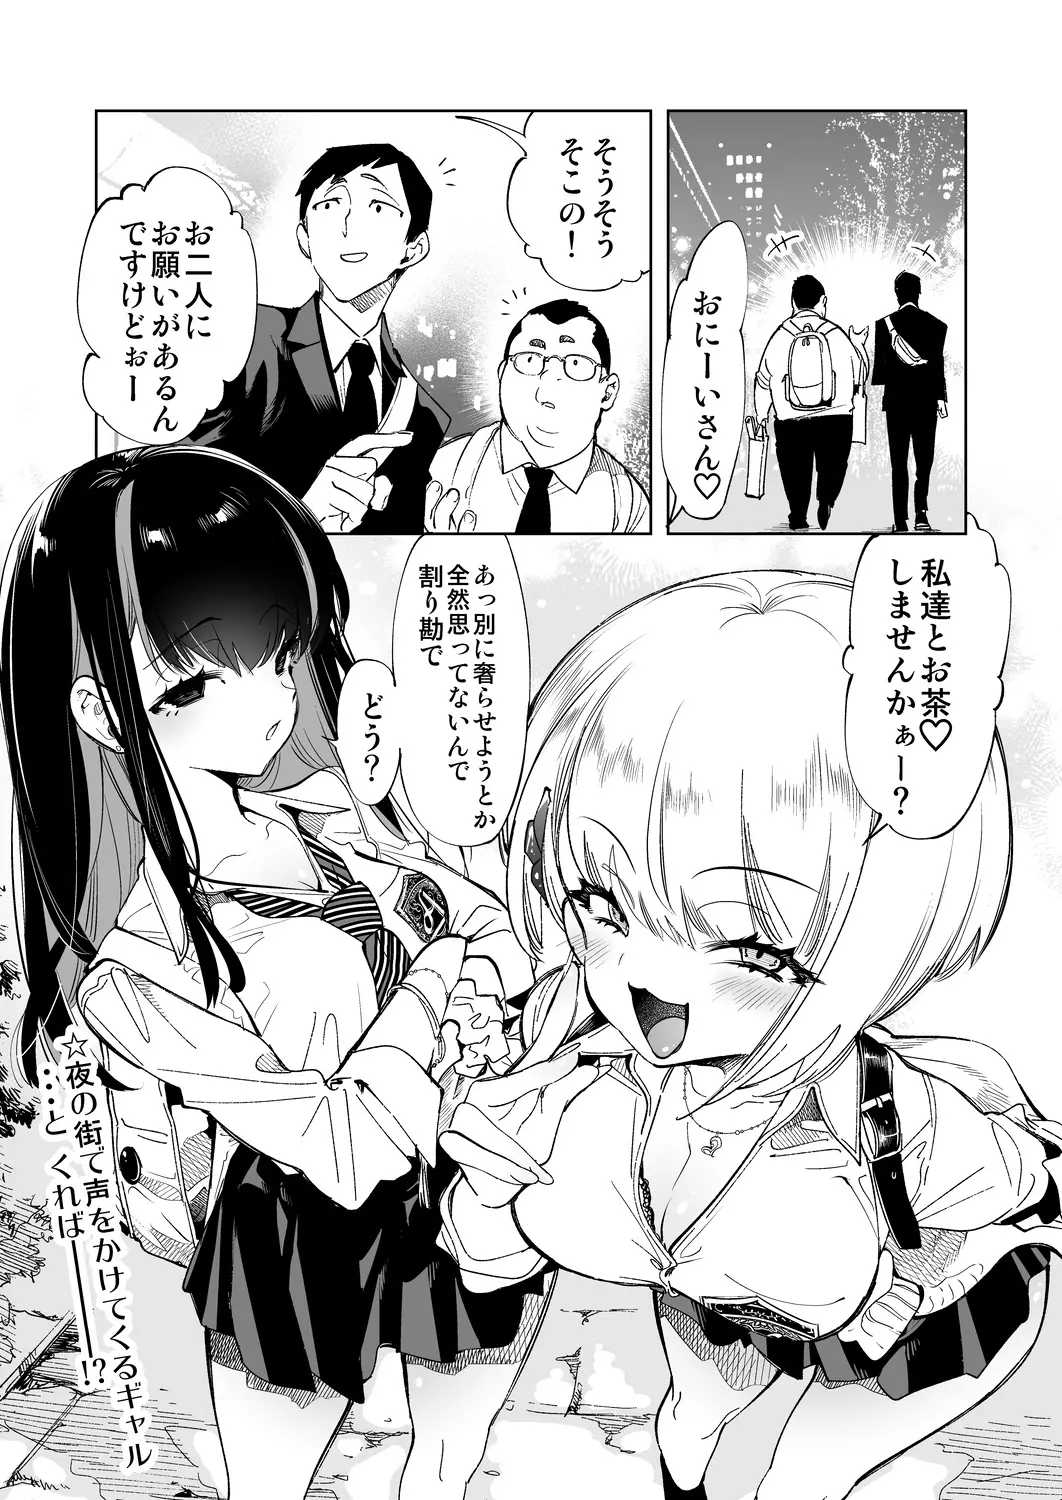 おにーいさん♡
そうそう
そこの！
お二人に
お願いがあるん
ですけどぉー
私達とお茶♡
しませんかぁー？
あっ別に奢らせようとか
全然思ってないんで
割り勘で
どう？
☆夜の街で声をかけてくるギャル
・・・・と くれば――――!?